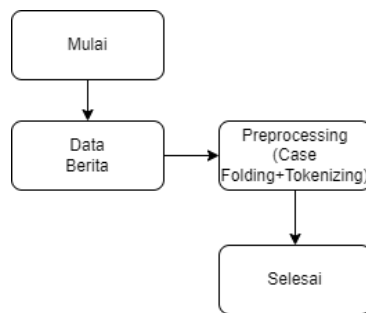 Mulai
Data
Berita
Preprocessing
(Case
Folding+Tokenizing)
Selesai